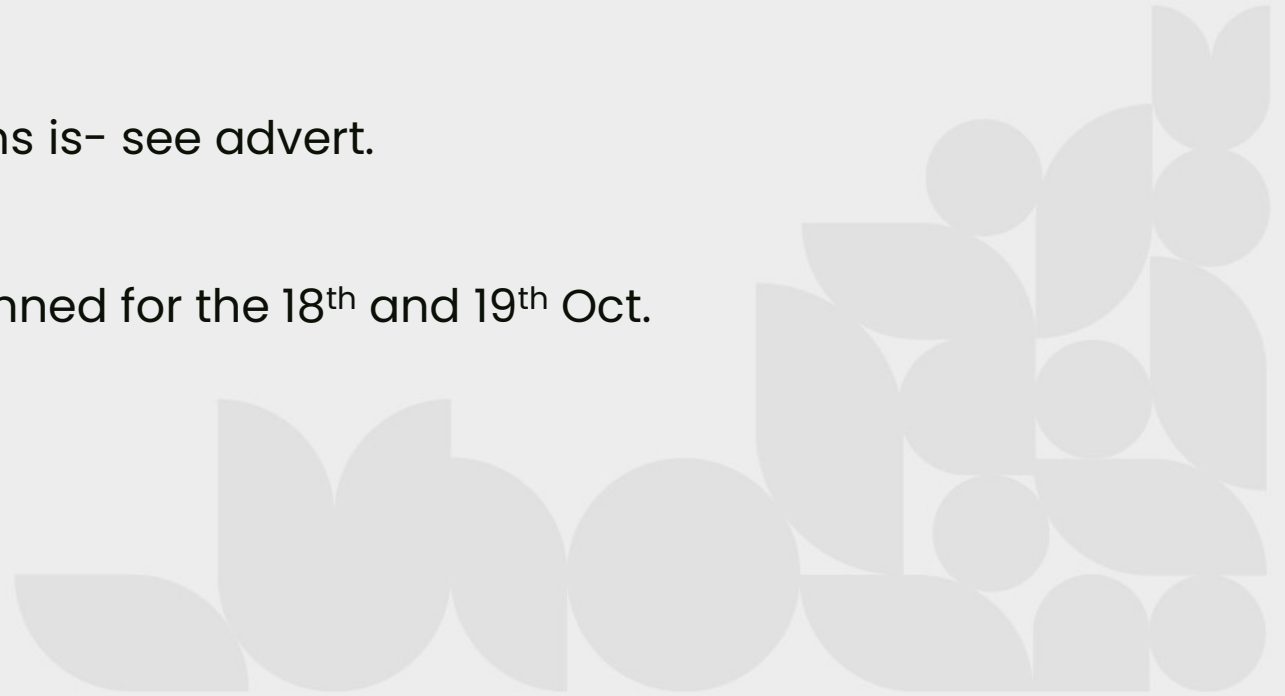 ns is- see advert.
nned for the 18th and 19th Oct.